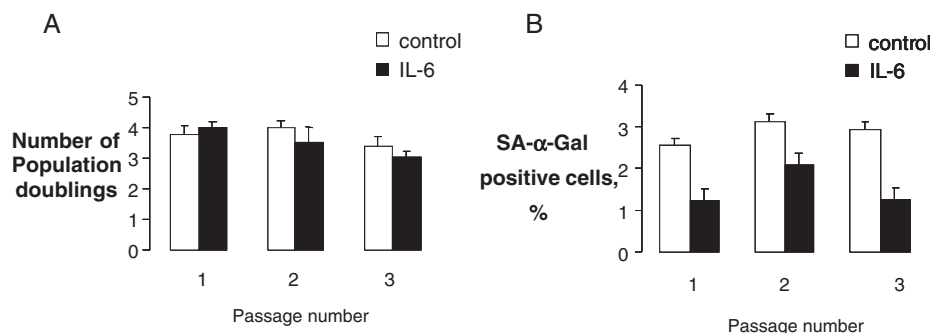 A
control
IL-6
Number of
Population
doublings
5
4
3
2
1
0
1 2 3
Passage number
B
control
IL-6
SA-α-Gal
positive cells,
%
4
3
2
1
0
1 2 3
Passage number